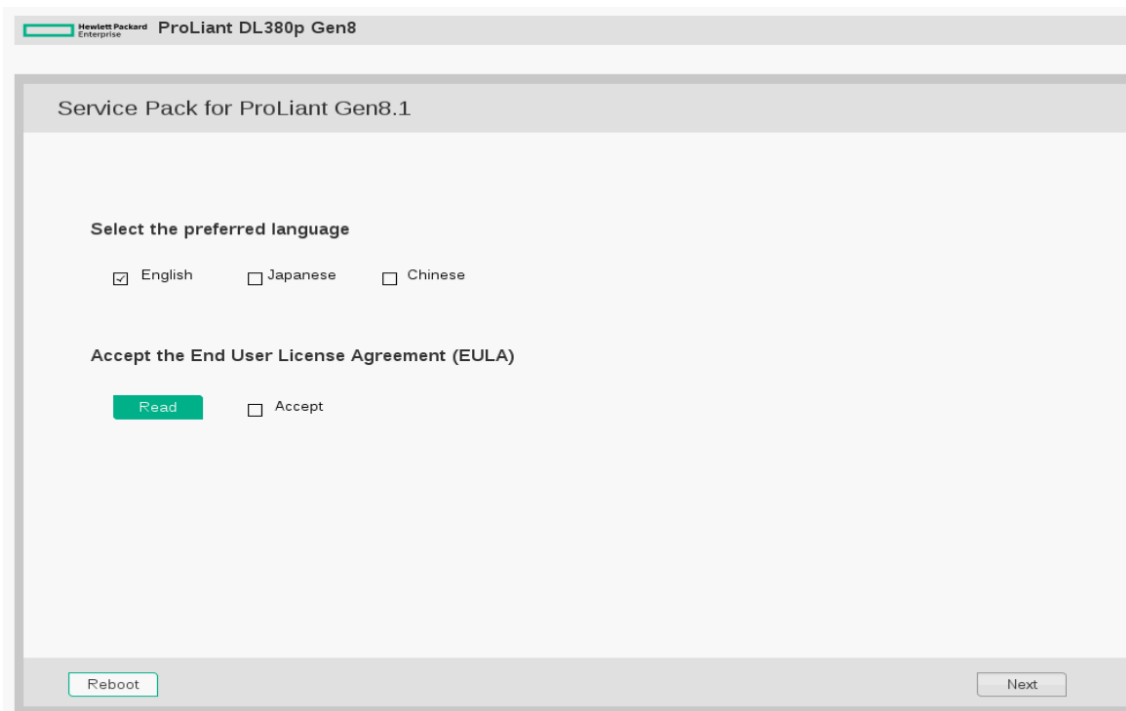 Hewlett Packard
Enterprise
ProLiant DL380p Gen8
Service Pack for ProLiant Gen8.1
Select the preferred language
English Japanese Chinese
Accept the End User License Agreement (EULA)
Read Accept
Reboot Next